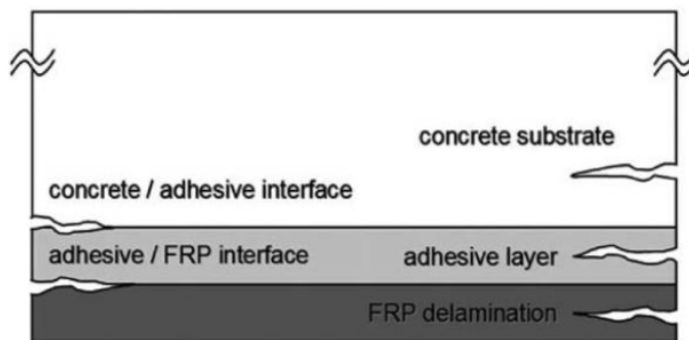 concrete substrate
concrete / adhesive interface
adhesive / FRP interface
adhesive layer
FRP delamination